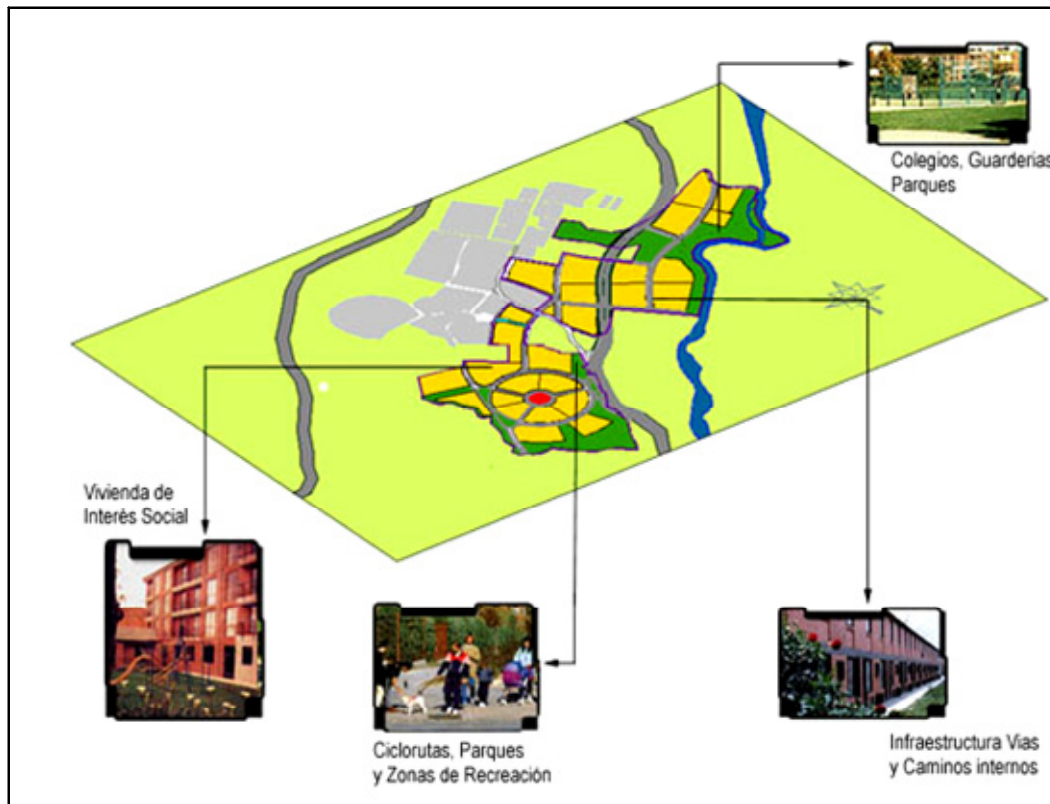 Colegios, Guarderias
Parques
Vivienda de
Interés Social
Ciclorutas, Parques
y Zonas de Recreación
Infraestructura Vias
y Caminos internos